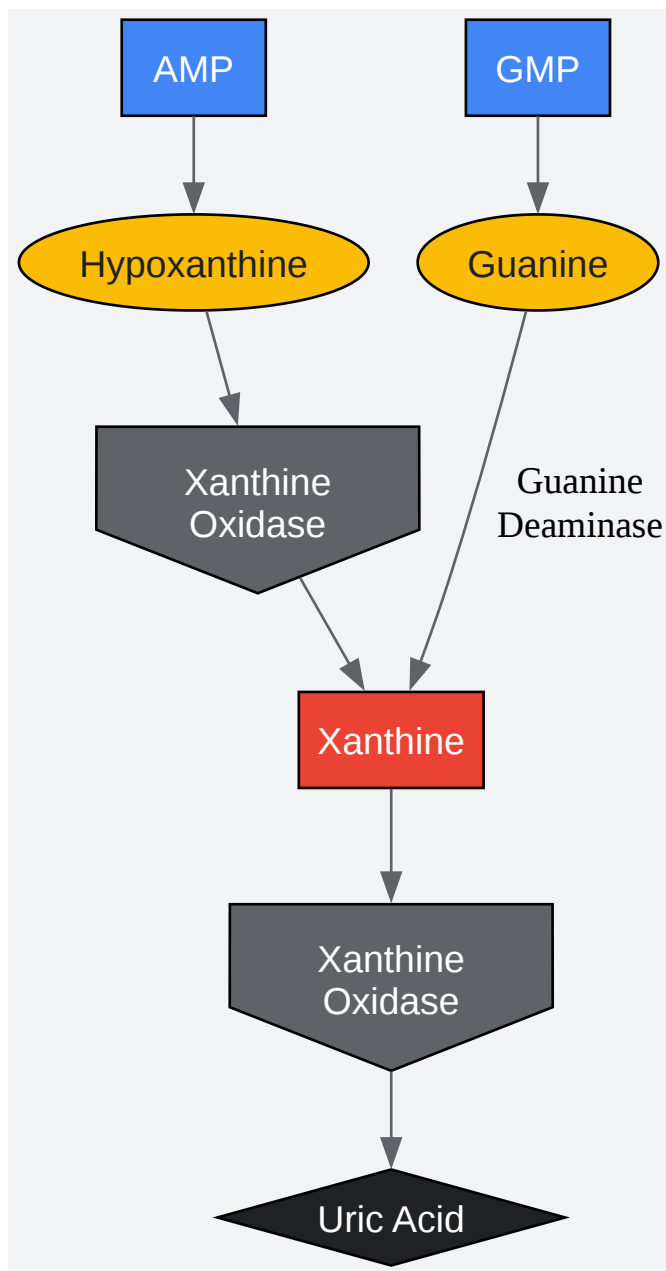 AMP
GMP
Hypoxanthine
Guanine
Xanthine
Oxidase
Guanine
Deaminase
Xanthine
Xanthine
Oxidase
Uric Acid